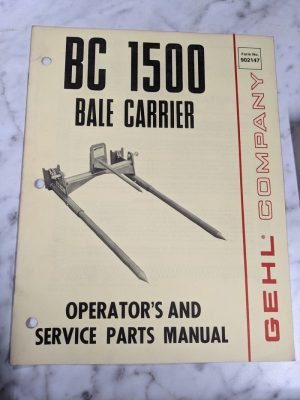 BC 1500
BALE CARRIER
Form No.
902147
GEHL® COMPANY
OPERATOR'S AND
SERVICE PARTS MANUAL